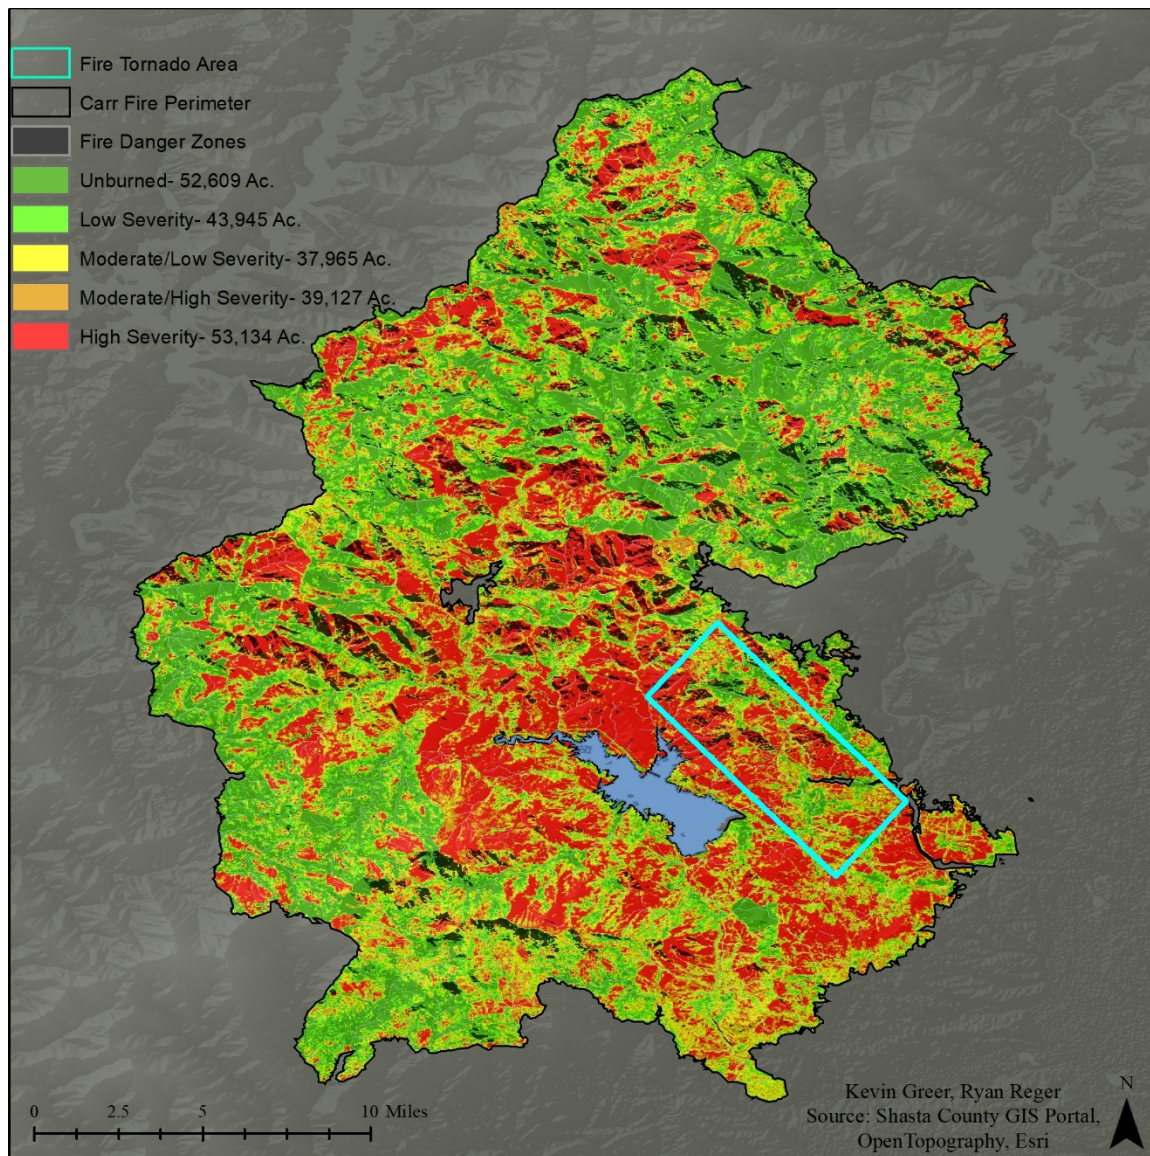 Fire Tornado Area
Carr Fire Perimeter
Fire Danger Zones
Unburned- 52,609 Ac.
Low Severity- 43,945 Ac.
Moderate/Low Severity- 37,965 Ac.
Moderate/High Severity- 39,127 Ac.
High Severity- 53,134 Ac.
0 2.5 5 10 Miles
Kevin Greer, Ryan Reger
Source: Shasta County GIS Portal,
OpenTopography, Esri
N